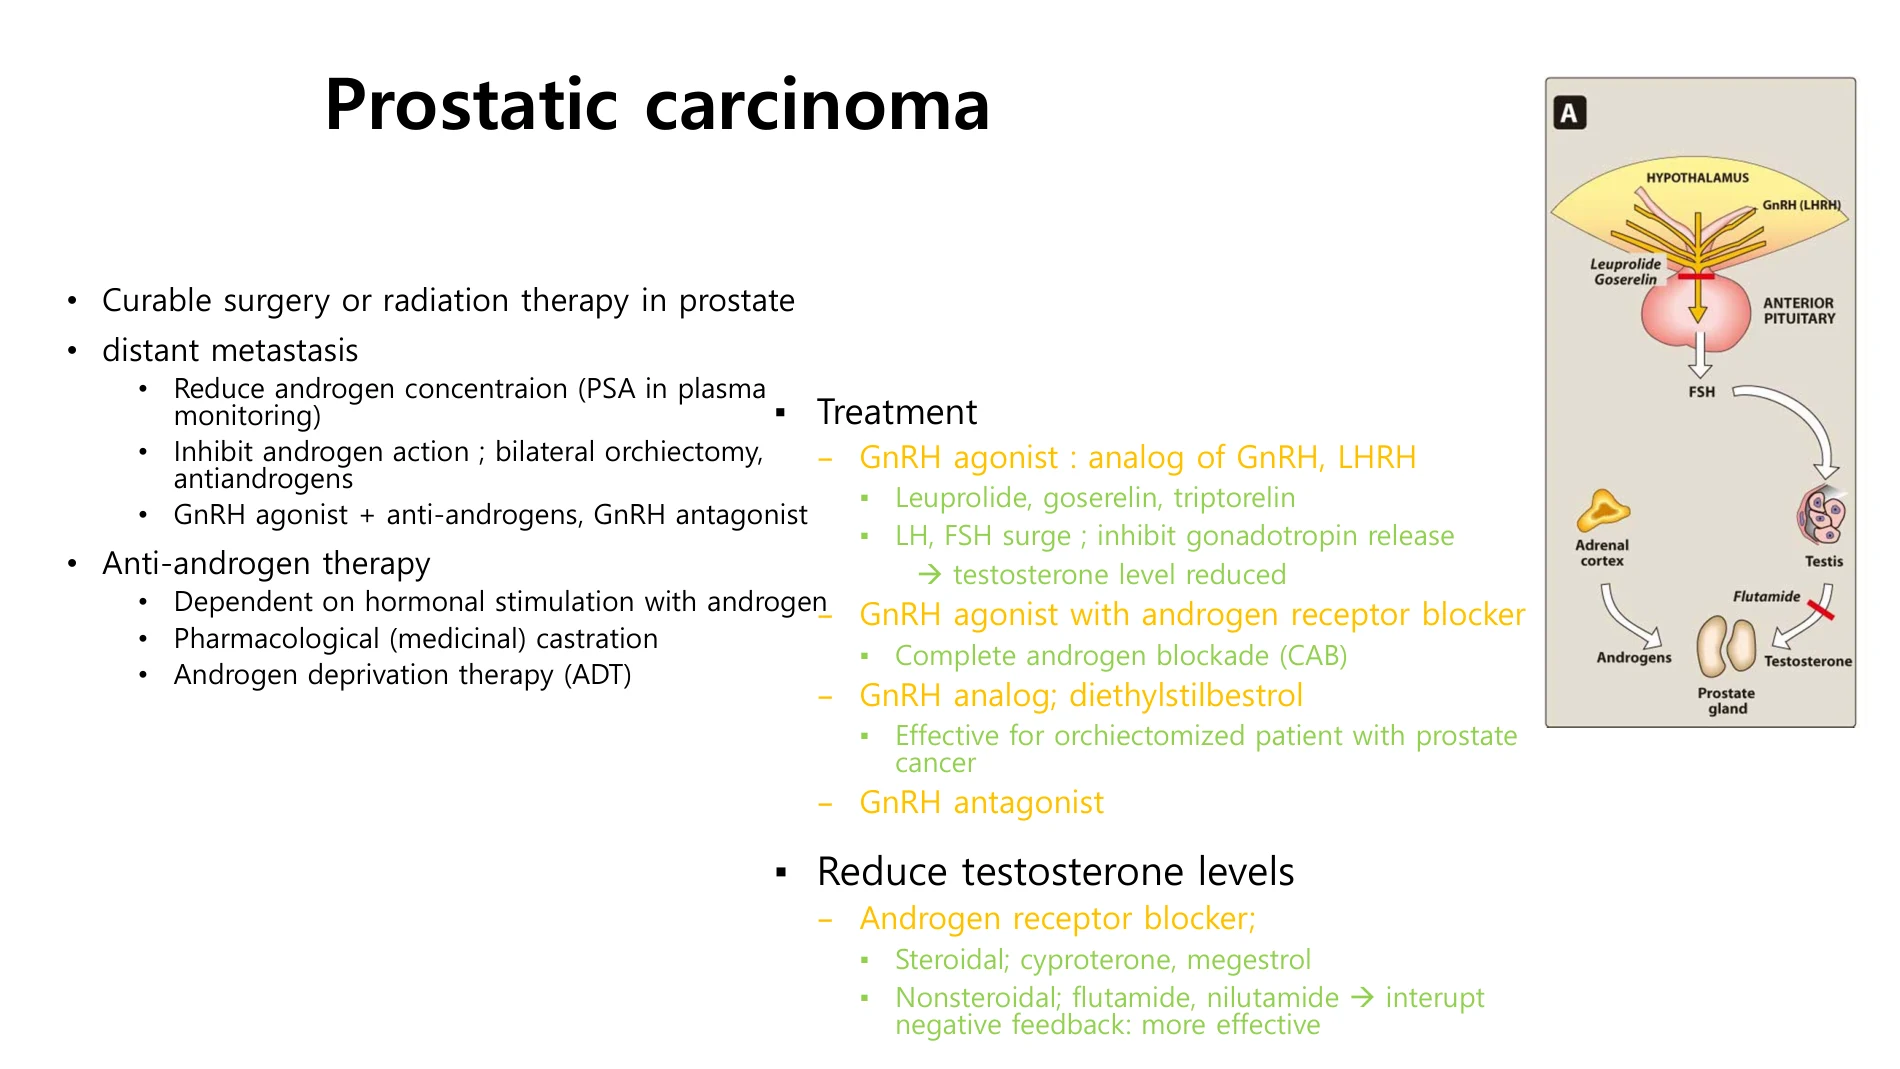 Prostatic carcinoma
• Curable surgery or radiation therapy in prostate
• distant metastasis
• Reduce androgen concentraion (PSA in plasma
monitoring)
• Inhibit androgen action ; bilateral orchiectomy,
antiandrogens
• GnRH agonist + anti-androgens, GnRH antagonist
• Anti-androgen therapy
• Dependent on hormonal stimulation with androgen
• Pharmacological (medicinal) castration
• Androgen deprivation therapy (ADT)
▪ Treatment
– GnRH agonist : analog of GnRH, LHRH
▪ Leuprolide, goserelin, triptorelin
▪ LH, FSH surge ; inhibit gonadotropin release
→ testosterone level reduced
– GnRH agonist with androgen receptor blocker
▪ Complete androgen blockade (CAB)
– GnRH analog; diethylstilbestrol
▪ Effective for orchiectomized patient with prostate
cancer
– GnRH antagonist
▪ Reduce testosterone levels
– Androgen receptor blocker;
▪ Steroidal; cyproterone, megestrol
▪ Nonsteroidal; flutamide, nilutamide → interupt
negative feedback: more effective
A
HYPOTHALAMUS
GnRH (LHRH)
Leuprolide
Goserelin
ANTERIOR
PITUITARY
FSH
Adrenal
cortex
Testis
Flutamide
Androgens
Testosterone
Prostate
gland